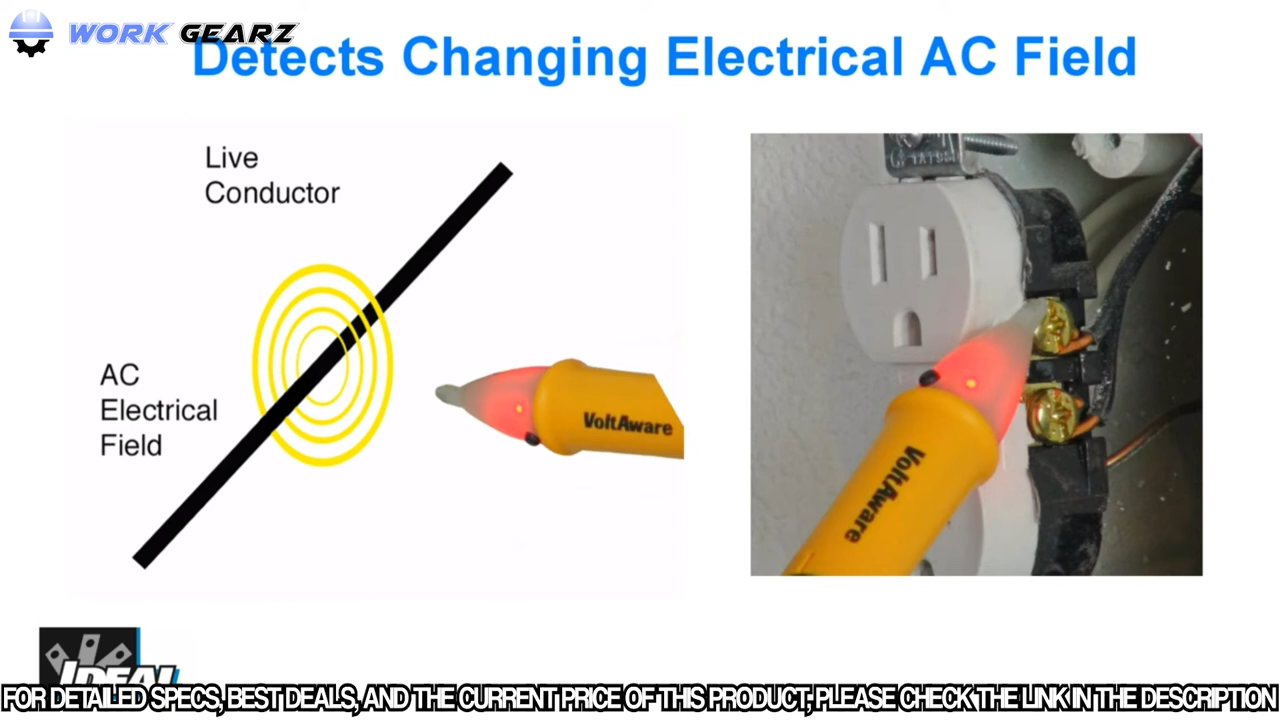 WORK GEARZ
Detects Changing Electrical AC Field
Live
Conductor
AC
Electrical
Field
VoltAware
VoltAware
IDEAL
FOR DETAILED SPECS, BEST DEALS, AND THE CURRENT PRICE OF THIS PRODUCT, PLEASE CHECK THE LINK IN THE DESCRIPTION